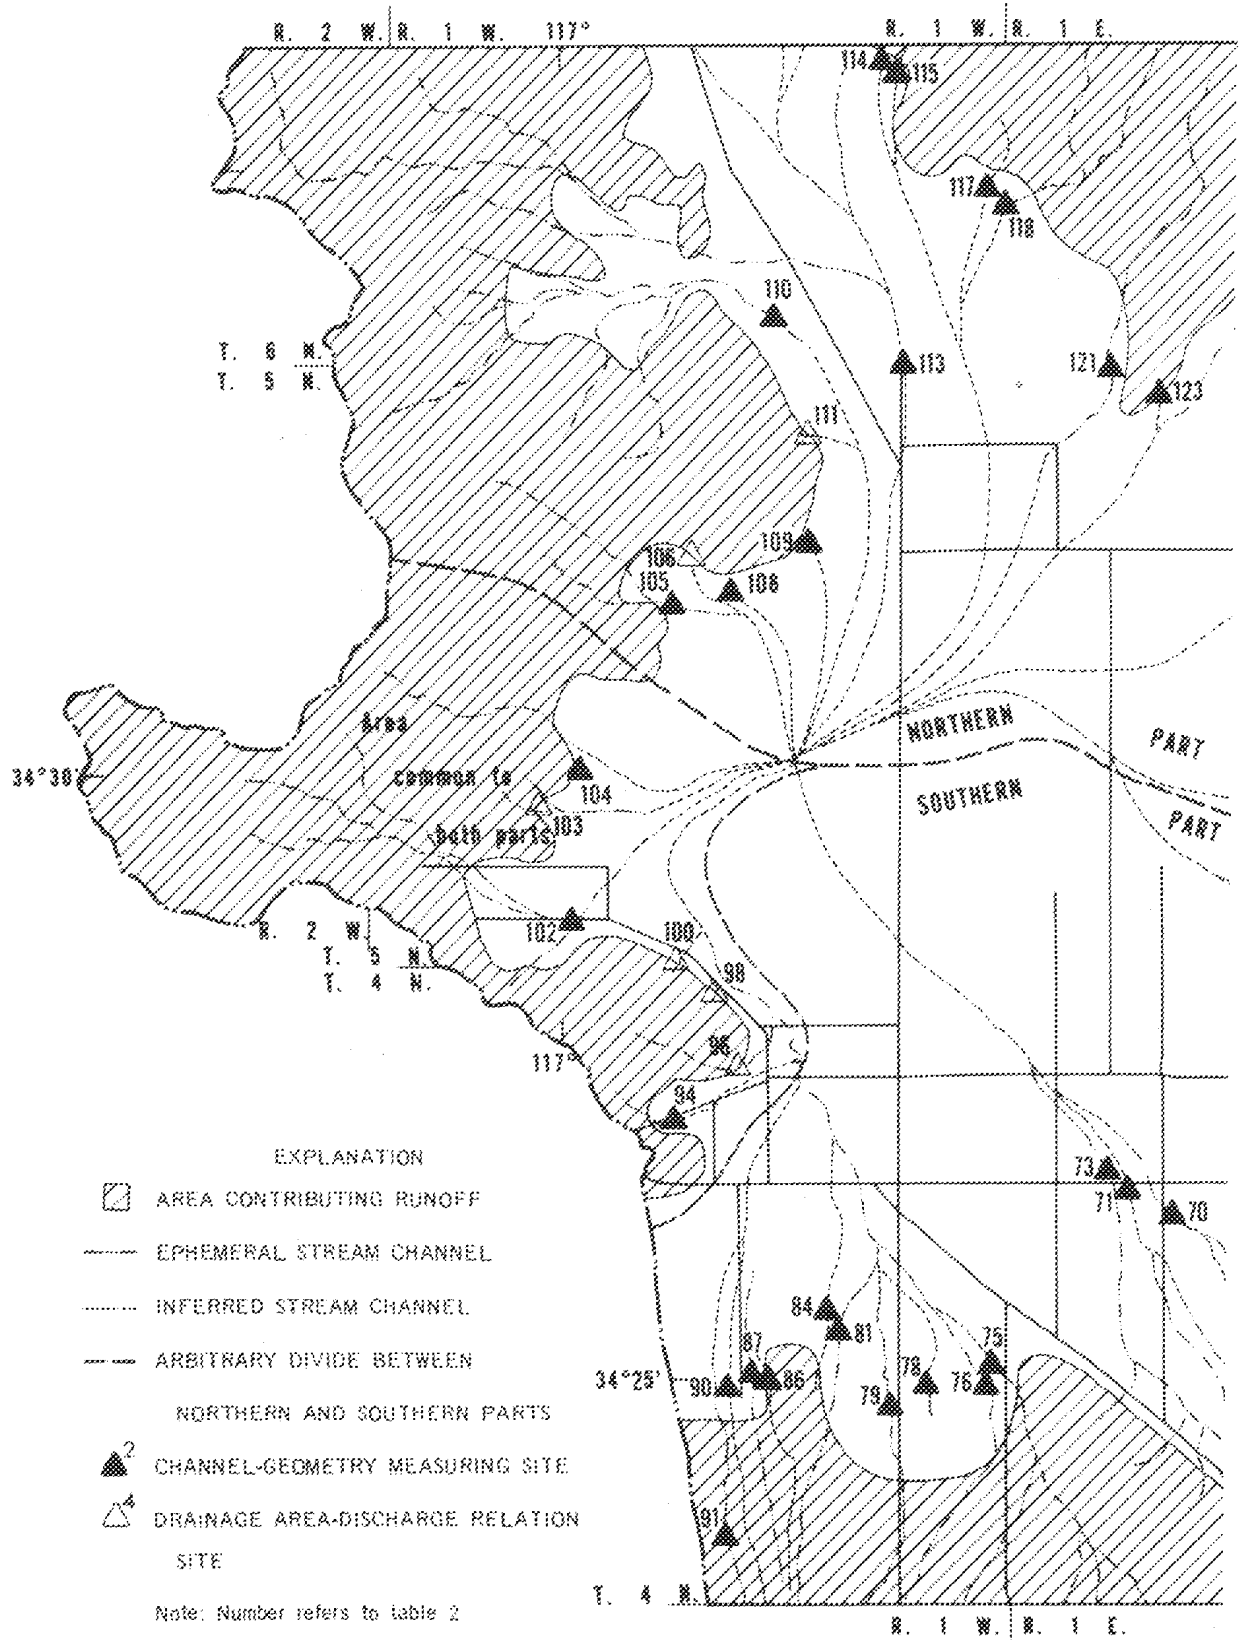 R. 2 W. R. 1 W. 117°
R. 1 W. R. 1 E.
114
115
117
118
110
T. 6 N.
T. 5 N.
113
121
123
111
109
106
105
108
Area
common to
both parts
NORTHERN
PART
SOUTHERN
PART
34°30'
104
103
102
100
R. 2 W.
T. 5 N.
T. 4 N.
98
96
117°
94
73
71
70
EXPLANATION
AREA CONTRIBUTING RUNOFF
EPHEMERAL STREAM CHANNEL
INFERRED STREAM CHANNEL
ARBITRARY DIVIDE BETWEEN
NORTHERN AND SOUTHERN PARTS
2
CHANNEL-GEOMETRY MEASURING SITE
4
DRAINAGE AREA-DISCHARGE RELATION
SITE
Note: Number refers to table 2
84
81
87
86
75
34°25'
90
79
78
76
91
T. 4 N.
R. 1 W. R. 1 E.